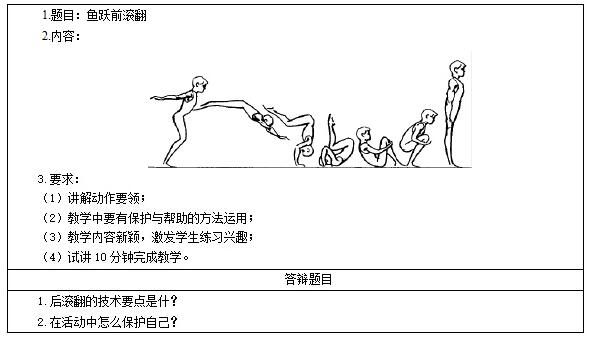 1.题目：鱼跃前滚翻
2.内容：
3.要求：
（1）讲解动作要领；
（2）教学中要有保护与帮助的方法运用；
（3）教学内容新颖，激发学生练习兴趣；
（4）试讲10分钟完成教学。
答辩题目
1.后滚翻的技术要点是什？
2.在活动中怎么保护自己？